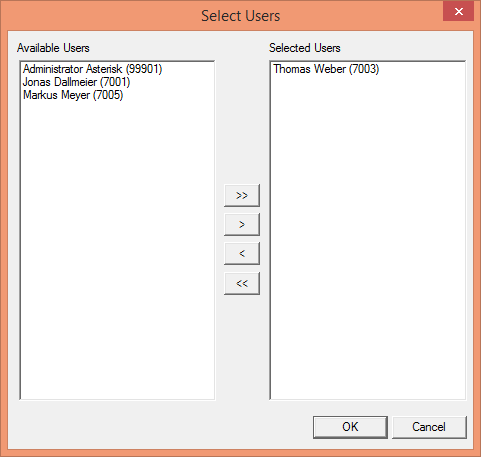 Select Users
Available Users
Selected Users
Administrator Asterisk (99901)
Jonas Dallmeier (7001)
Markus Meyer (7005)
Thomas Weber (7003)
>>
>
<
<<
OK
Cancel